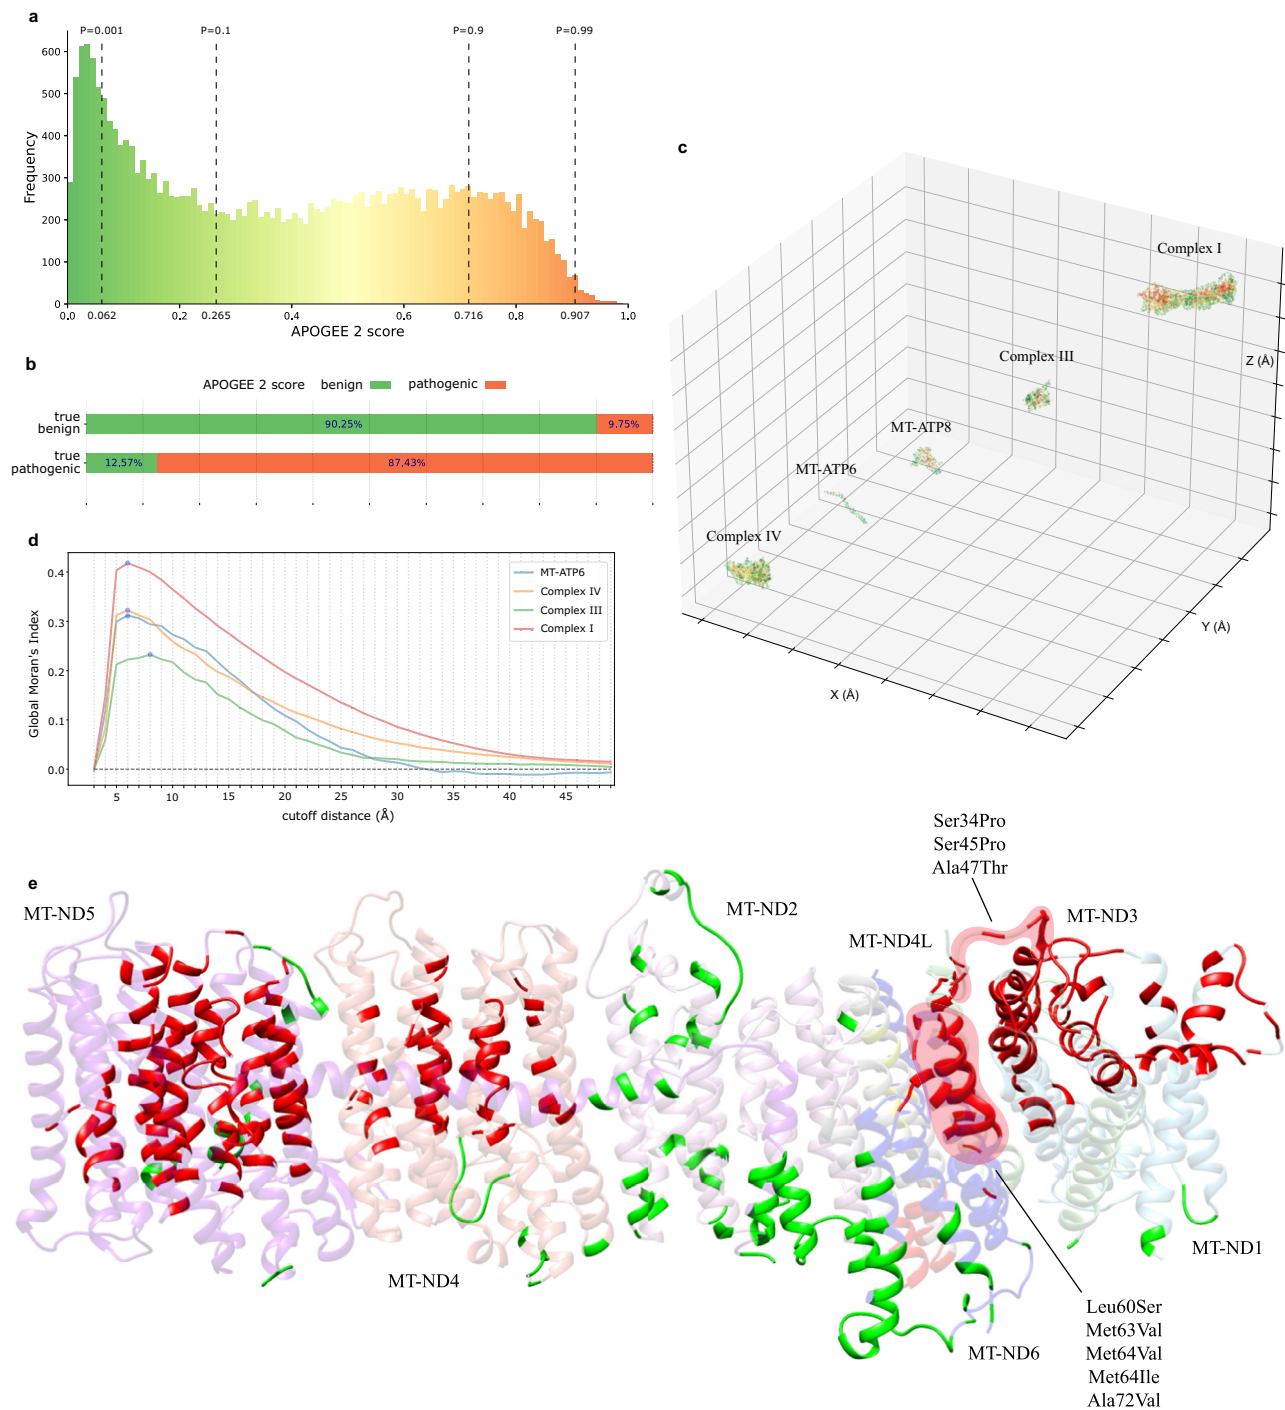 a
P=0.001
P=0.1
P=0.9
P=0.99
600
500
400
300
200
100
0
Frequency
0.0
0.062
0.2
0.265
0.4
0.6
0.716
0.8
0.907
1.0
APOGEE 2 score
b
APOGEE 2 score benign pathogenic
true
benign
90.25%
9.75%
true
pathogenic
12,57%
87,43%
c
Complex I
Complex III
MT-ATP8
MT-ATP6
Complex IV
Z (Å)
Y (Å)
X (Å)
d
MT-ATP6
Complex IV
Complex III
Complex I
0.4
0.3
0.2
0.1
0.0
Global Moran's Index
5
10
15
20
25
30
35
40
45
cutoff distance (Å)
e
Ser34Pro
Ser45Pro
Ala47Thr
MT-ND5
MT-ND2
MT-ND4L
MT-ND3
MT-ND4
MT-ND1
MT-ND6
Leu60Ser
Met63Val
Met64Val
Met64Ile
Ala72Val